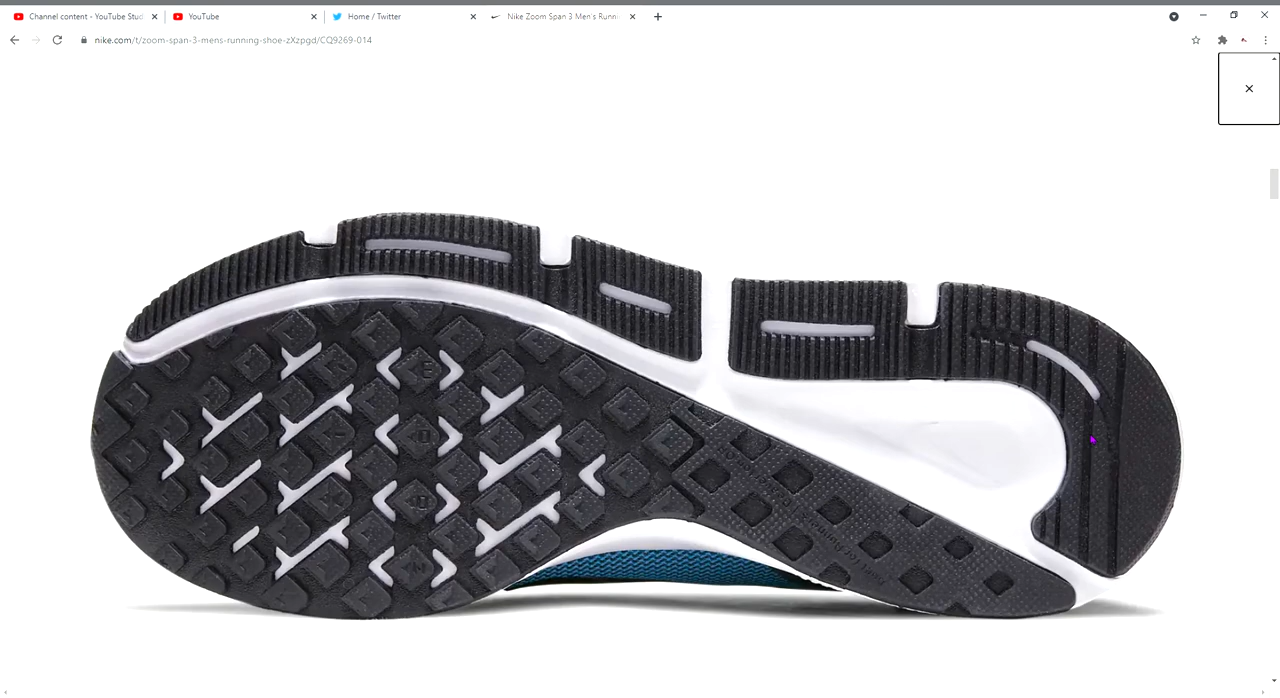 Channel content - YouTube Stud
YouTube
Home / Twitter
Nike Zoom Span 3 Men's Runni
nike.com/t/zoom-span-3-mens-running-shoe-zXzpgd/CQ9269-014